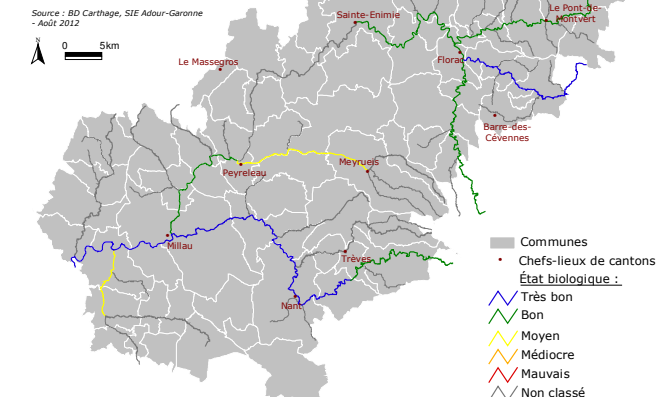 Source : BD Carthage, SIE Adour-Garonne
- Août 2012
N
0 5km
Sainte-Enimie
Le Pont-de-
Montvert
Le Massegros
Florac
Barre-des-
Cévennes
Peyreleau
Meyrueis
Millau
Trèves
Nant
Communes
Chefs-lieux de cantons
État biologique :
Très bon
Bon
Moyen
Médiocre
Mauvais
Non classé